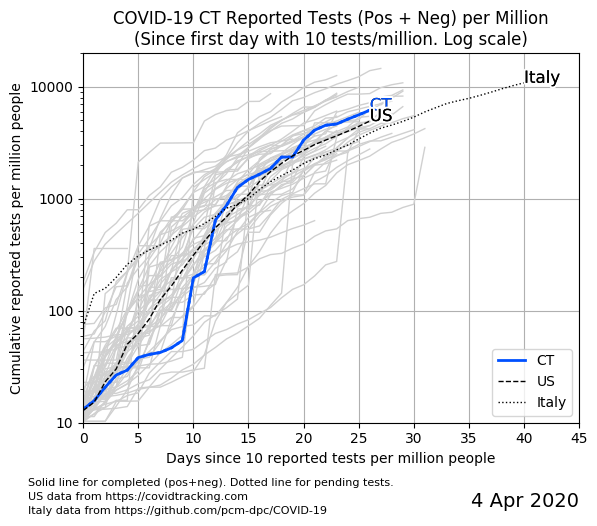 COVID-19 CT Reported Tests (Pos + Neg) per Million
(Since first day with 10 tests/million. Log scale)
Cumulative reported tests per million people
10000
1000
100
10
Italy
CT
US
CT
US
Italy
0 5 10 15 20 25 30 35 40 45
Days since 10 reported tests per million people
Solid line for completed (pos+neg). Dotted line for pending tests.
US data from https://covidtracking.com
Italy data from https://github.com/pcm-dpc/COVID-19
4 Apr 2020